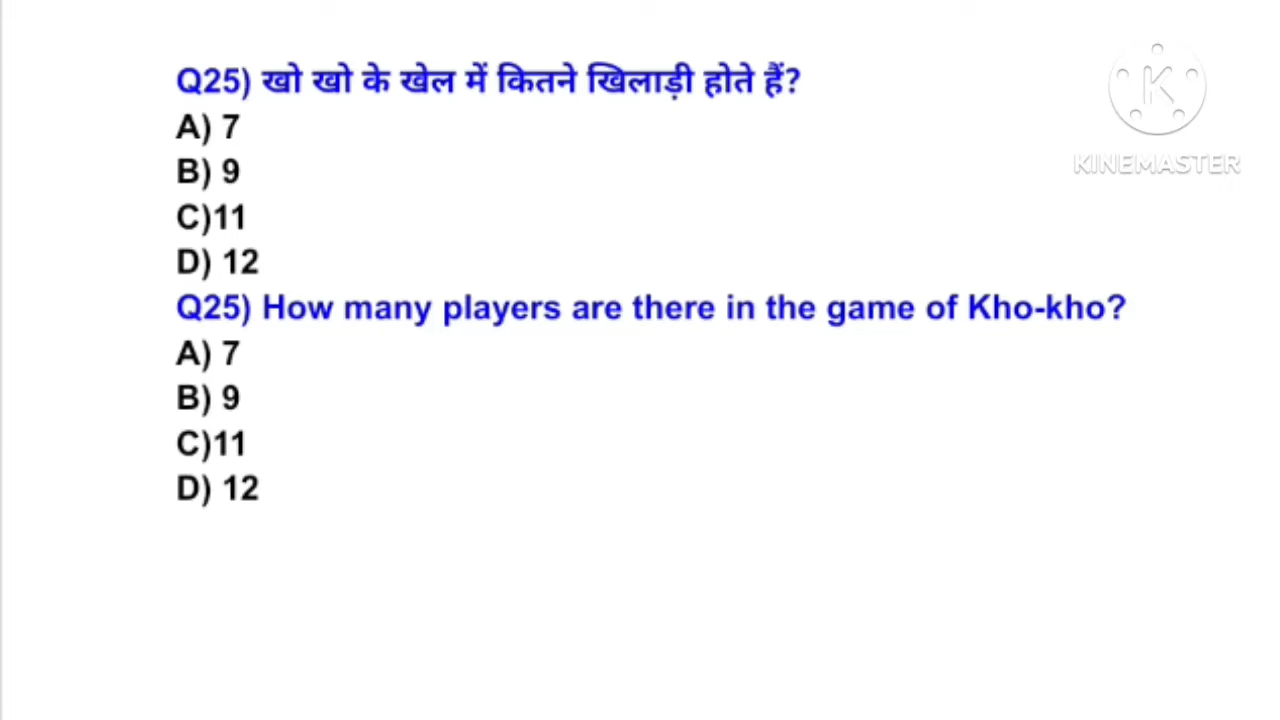 Q25) खो खो के खेल में कितने खिलाड़ी होते हैं?
A) 7
B) 9
C)11
D) 12
Q25) How many players are there in the game of Kho-kho?
A) 7
B) 9
C)11
D) 12
K
KINEMASTER